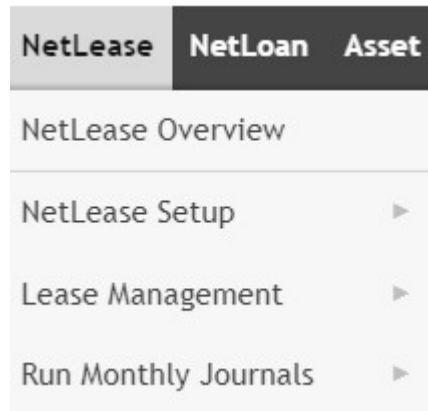 NetLease NetLoan Asset
NetLease Overview
NetLease Setup
Lease Management
Run Monthly Journals